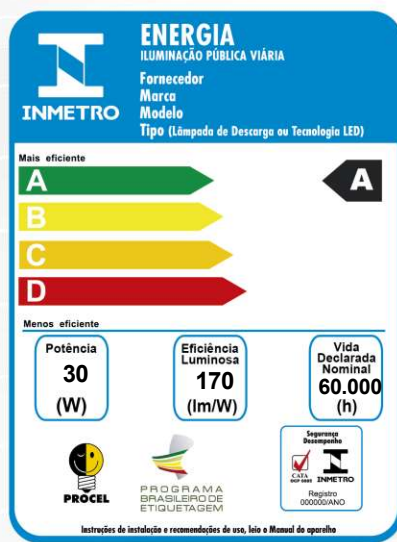 ENERGIA
ILUMINAÇÃO PÚBLICA VIÁRIA
Fornecedor
Marca
Modelo
Tipo (Lâmpada de Descarga ou Tecnologia LED)
INMETRO
Mais eficiente
A
A
B
C
D
Menos eficiente
Potência
30
(W)
Eficiência
Luminosa
170
(lm/W)
Vida
Declarada
Nominal
60.000
(h)
PROCEL
PROGRAMA
BRASILEIRO DE
ETIQUETAGEM
Segurança
Desempenho
INMETRO
Registro
000000/ANO
Instruções de instalação e recomendações de uso, leia o Manual do aparelho